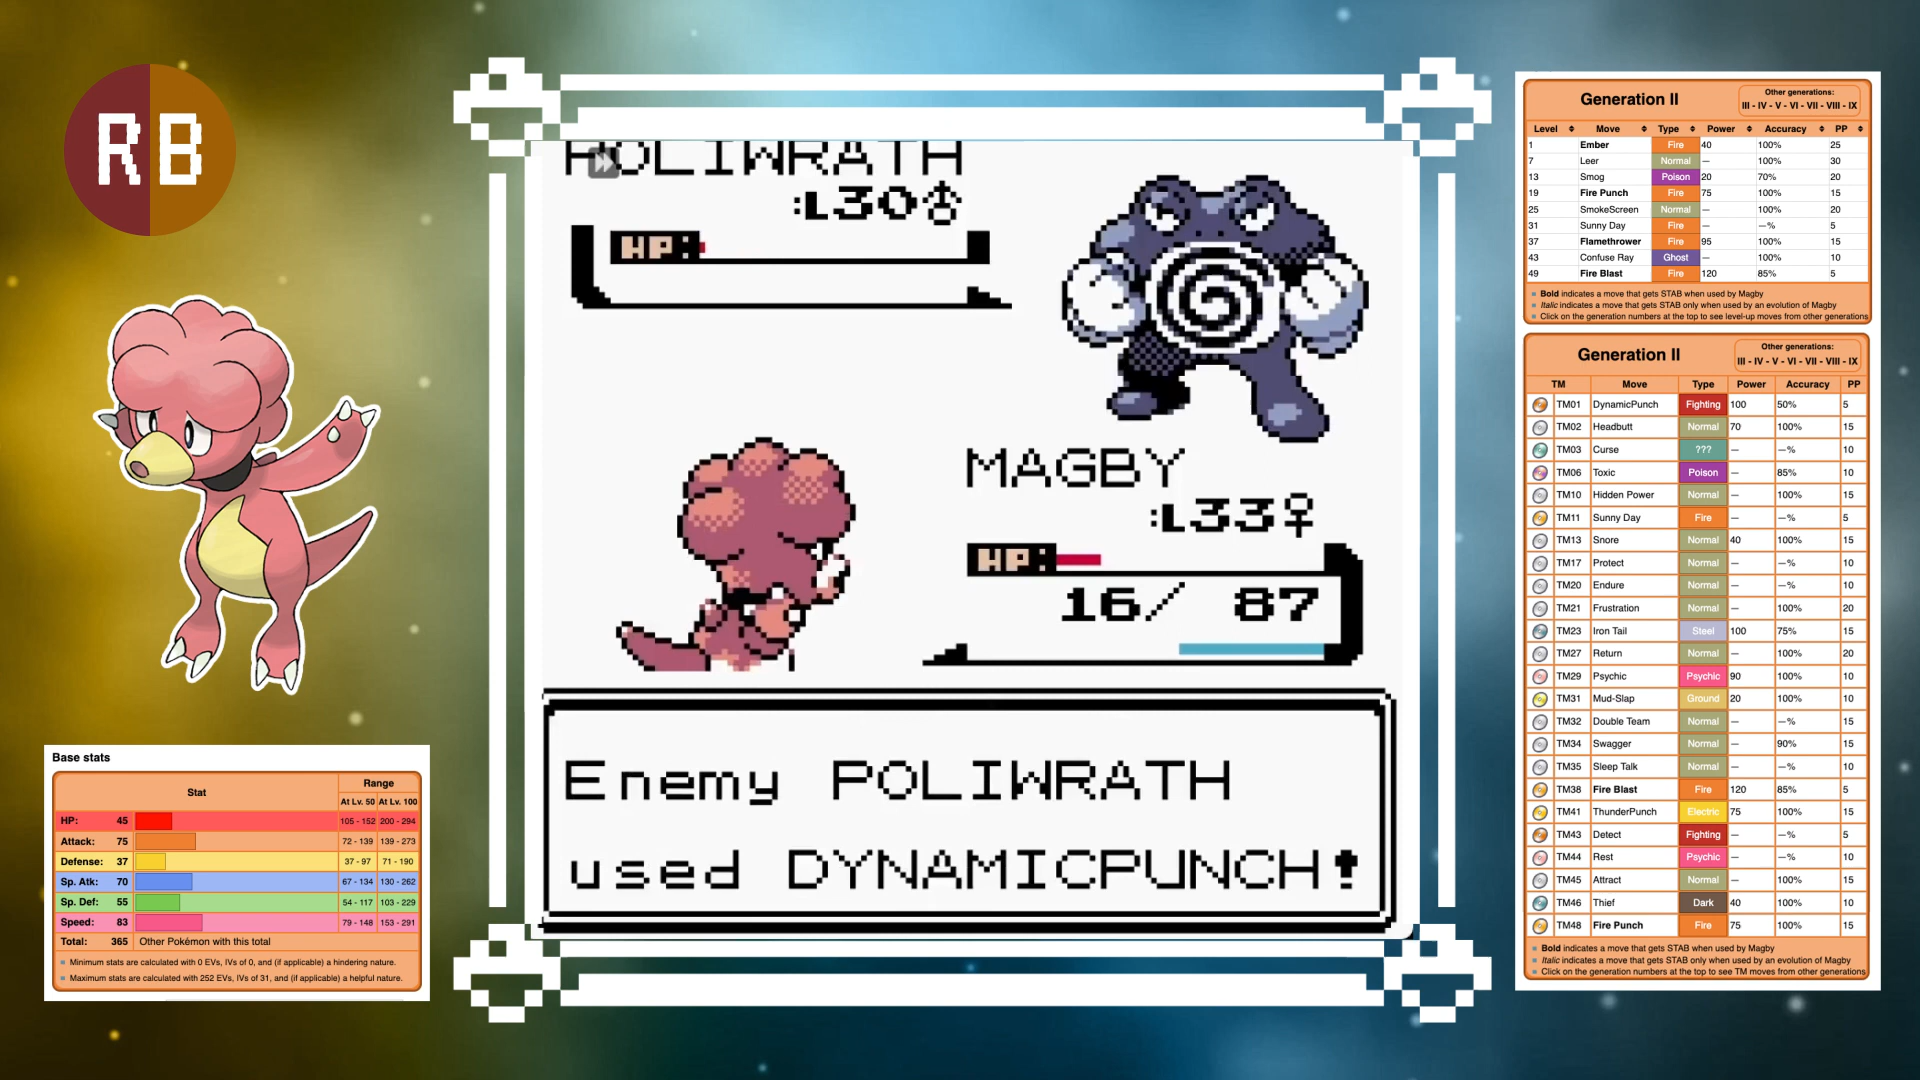 RB
POLIWRATH
:L30♂
HP:
MAGBY
:L33♀
HP:
16/ 87
Enemy POLIWRATH
used DYNAMICPUNCH!
Base stats
Stat Range
At Lv. 50 At Lv. 100
HP: 45 105 - 152 200 - 294
Attack: 75 72 - 139 139 - 273
Defense: 37 37 - 97 71 - 190
Sp. Atk: 70 67 - 134 130 - 262
Sp. Def: 55 54 - 117 103 - 229
Speed: 83 79 - 148 153 - 291
Total: 365 Other Pokémon with this total
Minimum stats are calculated with 0 EVs, IVs of 0, and (if applicable) a hindering nature.
Maximum stats are calculated with 252 EVs, IVs of 31, and (if applicable) a helpful nature.
Generation II
Other generations:
III - IV - V - VI - VII - VIII - IX
Level Move Type Power Accuracy PP
1 Ember Fire 40 100% 25
7 Leer Normal — 100% 30
13 Smog Poison 20 70% 20
19 Fire Punch Fire 75 100% 15
25 SmokeScreen Normal — 100% 20
31 Sunny Day Fire — —% 5
37 Flamethrower Fire 95 100% 15
43 Confuse Ray Ghost — 100% 10
49 Fire Blast Fire 120 85% 5
Bold indicates a move that gets STAB when used by Magby
Italic indicates a move that gets STAB only when used by an evolution of Magby
Click on the generation numbers at the top to see level-up moves from other generations
Generation II
Other generations:
III - IV - V - VI - VII - VIII - IX
TM Move Type Power Accuracy PP
TM01 DynamicPunch Fighting 100 50% 5
TM02 Headbutt Normal 70 100% 15
TM03 Curse ??? — —% 10
TM06 Toxic Poison — 85% 10
TM10 Hidden Power Normal — 100% 15
TM11 Sunny Day Fire — —% 5
TM13 Snore Normal 40 100% 15
TM17 Protect Normal — —% 10
TM20 Endure Normal — —% 10
TM21 Frustration Normal — 100% 20
TM23 Iron Tail Steel 100 75% 15
TM27 Return Normal — 100% 20
TM29 Psychic Psychic 90 100% 10
TM31 Mud-Slap Ground 20 100% 10
TM32 Double Team Normal — —% 15
TM34 Swagger Normal — 90% 15
TM35 Sleep Talk Normal — —% 10
TM38 Fire Blast Fire 120 85% 5
TM41 ThunderPunch Electric 75 100% 15
TM43 Detect Fighting — —% 5
TM44 Rest Psychic — —% 10
TM45 Attract Normal — 100% 15
TM46 Thief Dark 40 100% 10
TM48 Fire Punch Fire 75 100% 15
Bold indicates a move that gets STAB when used by Magby
Italic indicates a move that gets STAB only when used by an evolution of Magby
Click on the generation numbers at the top to see TM moves from other generations